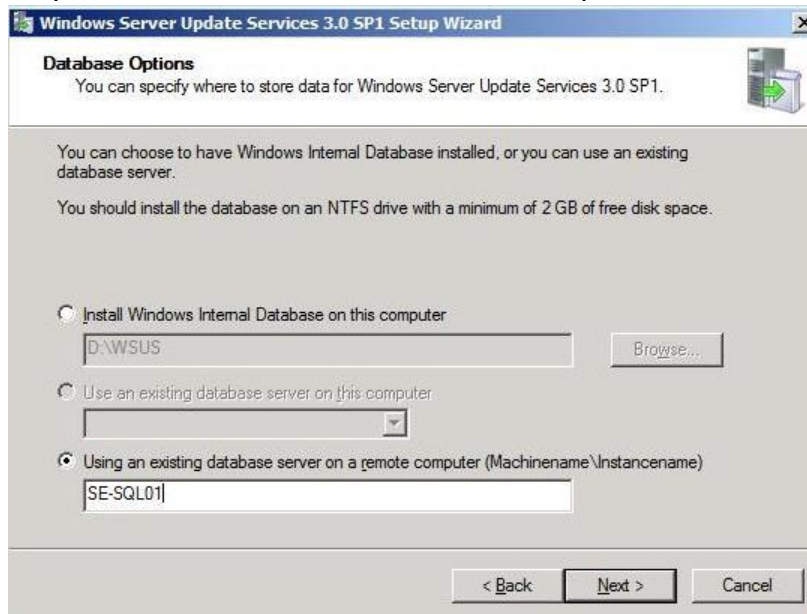 Windows Server Update Services 3.0 SP1 Setup Wizard
Database Options
You can specify where to store data for Windows Server Update Services 3.0 SP1.
You can choose to have Windows Internal Database installed, or you can use an existing
database server.
You should install the database on an NTFS drive with a minimum of 2 GB of free disk space.
Install Windows Internal Database on this computer
D:\WSUS
Browse...
Use an existing database server on this computer
Using an existing database server on a remote computer (Machinename\Instancename)
SE-SQL01
< Back
Next >
Cancel